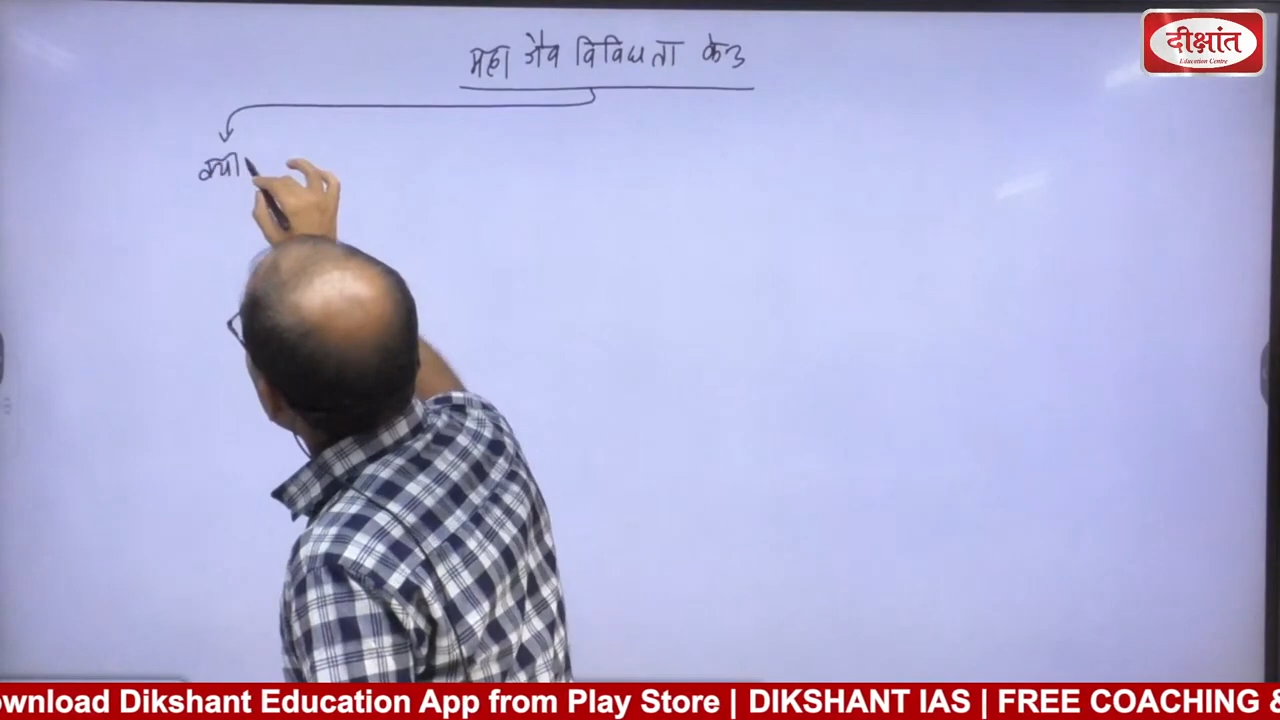 महा जैव विविधता केन्द्र
क्यों
दीक्षांत
Education Centre
ownload Dikshant Education App from Play Store | DIKSHANT IAS | FREE COACHING &